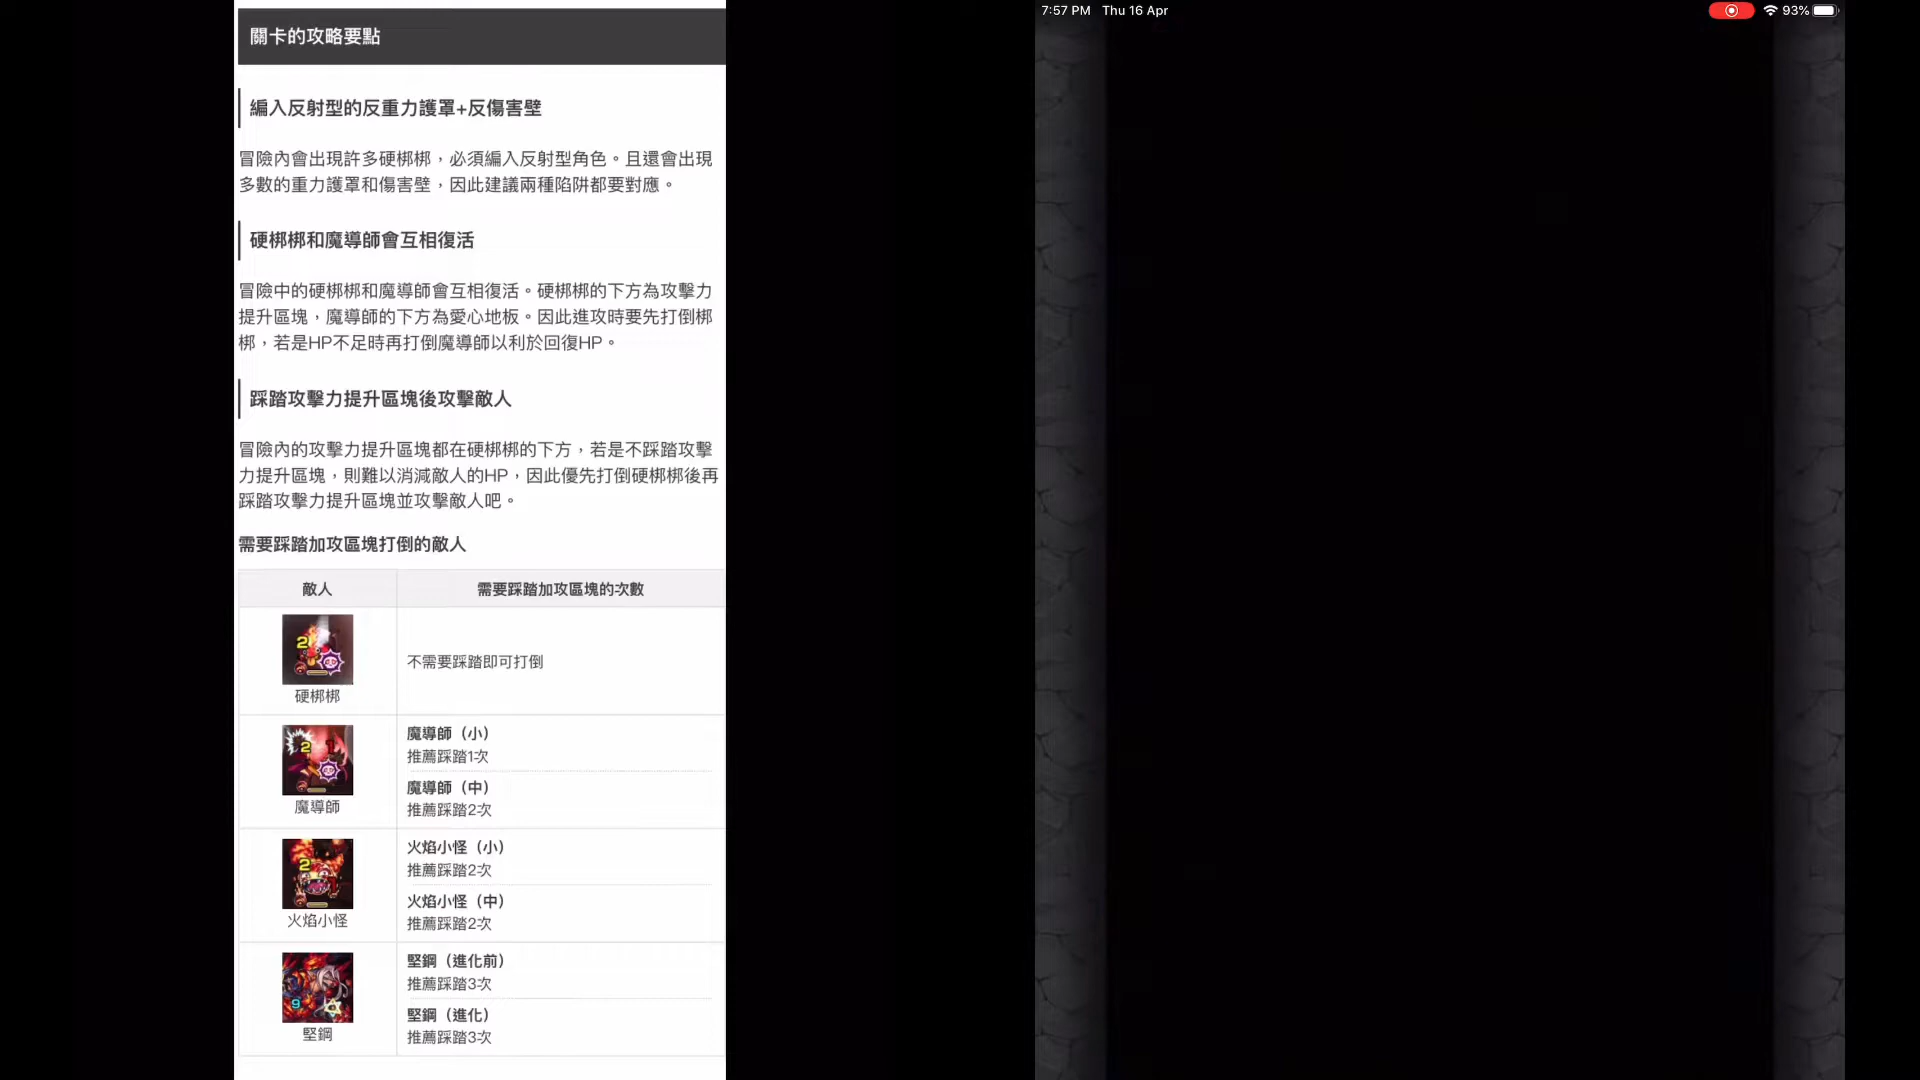 關卡的攻略要點
編入反射型的反重力護罩+反傷害壁
冒險內會出現許多硬梆梆，必須編入反射型角色。且還會出現
多數的重力護罩和傷害壁，因此建議兩種陷阱都要對應。
硬梆梆和魔導師會互相復活
冒險中的硬梆梆和魔導師會互相復活。硬梆梆的下方為攻擊力
提升區塊，魔導師的下方為愛心地板。因此進攻時要先打倒梆
梆，若是HP不足時再打倒魔導師以利於回復HP。
踩踏攻擊力提升區塊後攻擊敵人
冒險內的攻擊力提升區塊都在硬梆梆的下方，若是不踩踏攻擊
力提升區塊，則難以消減敵人的HP，因此優先打倒硬梆梆後再
踩踏攻擊力提升區塊並攻擊敵人吧。
需要踩踏加攻區塊打倒的敵人
敵人 需要踩踏加攻區塊的次數
2
硬梆梆
不需要踩踏即可打倒
2
魔導師
魔導師（小）
推薦踩踏1次
魔導師（中）
推薦踩踏2次
2
火焰小怪
火焰小怪（小）
推薦踩踏2次
火焰小怪（中）
推薦踩踏2次
9
堅鋼
堅鋼（進化前）
推薦踩踏3次
堅鋼（進化）
推薦踩踏3次
7:57 PM Thu 16 Apr
93%